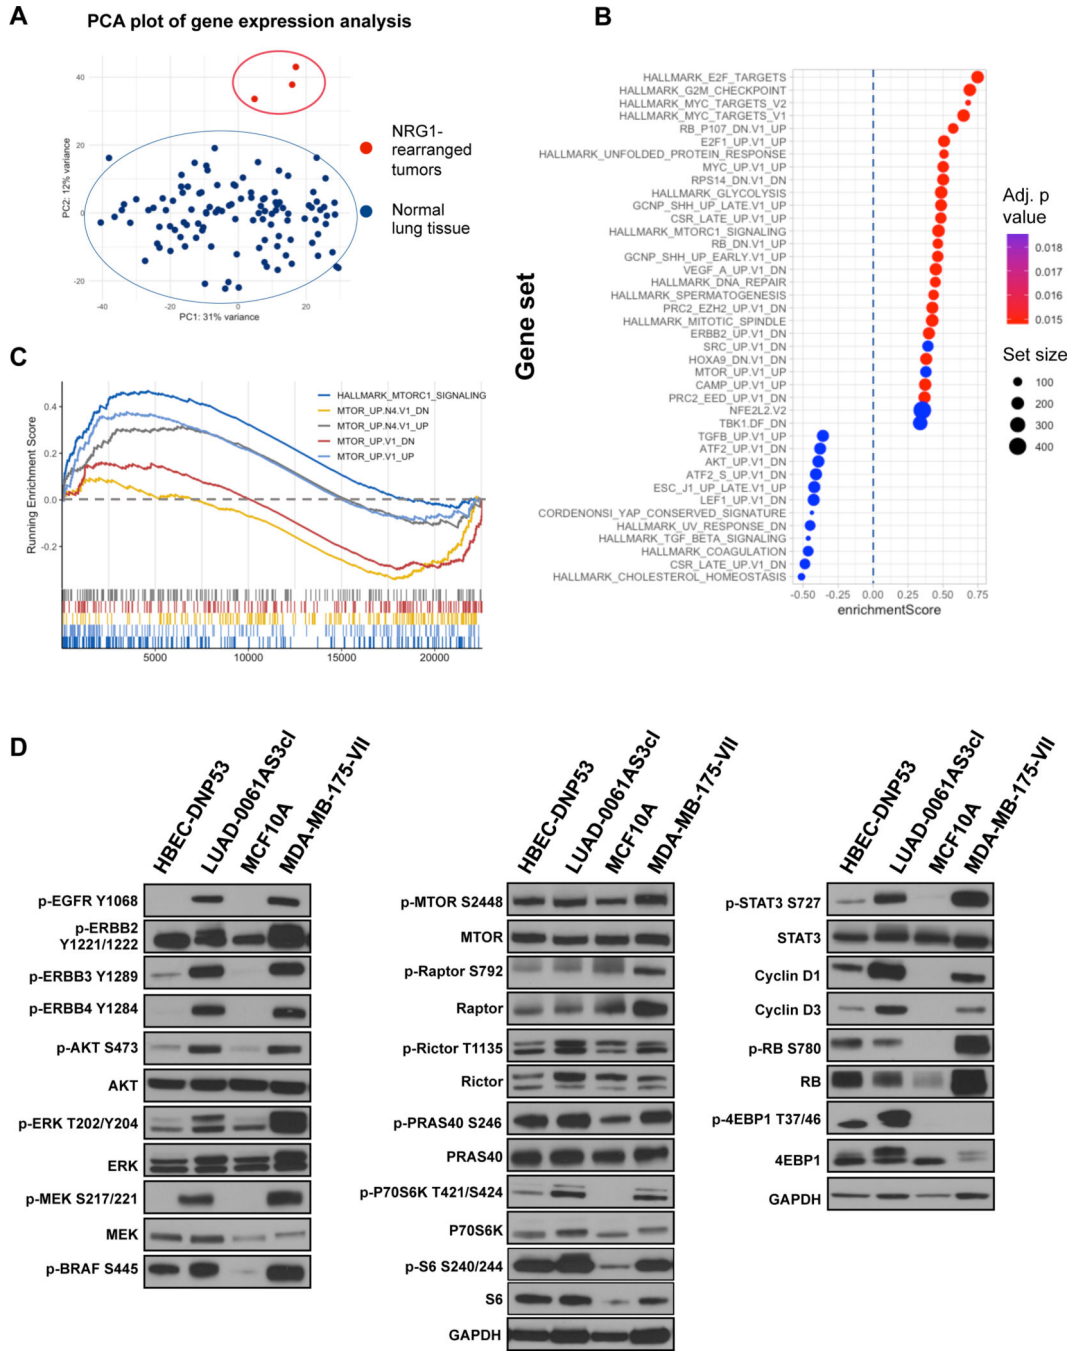 A
PCA plot of gene expression analysis
40
20
0
-20
-40
-20
0
20
PC2: 12% variance
PC1: 31% variance
NRG1-
rearranged
tumors
Normal
lung tissue
B
Gene set
HALLMARK_E2F_TARGETS
HALLMARK_G2M_CHECKPOINT
HALLMARK_MYC_TARGETS_V2
HALLMARK_MYC_TARGETS_V1
RB_P107_DN.V1_UP
E2F1_UP.V1_UP
HALLMARK_UNFOLDED_PROTEIN_RESPONSE
MYC_UP.V1_UP
RPS14_DN.V1_DN
HALLMARK_GLYCOLYSIS
GCNP_SHH_UP_LATE.V1_UP
CSR_LATE_UP.V1_UP
HALLMARK_MTORC1_SIGNALING
RB_DN.V1_UP
GCNP_SHH_UP_EARLY.V1_UP
VEGF_A_UP.V1_DN
HALLMARK_DNA_REPAIR
HALLMARK_SPERMATOGENESIS
PRC2_EZH2_UP.V1_DN
HALLMARK_MITOTIC_SPINDLE
ERBB2_UP.V1_DN
SRC_UP.V1_DN
HOXA9_DN.V1_DN
MTOR_UP.V1_UP
CAMP_UP.V1_UP
PRC2_EED_UP.V1_DN
NFE2L2.V2
TBK1.DF_DN
TGFB_UP.V1_UP
ATF2_UP.V1_DN
AKT_UP.V1_DN
ATF2_S_UP.V1_DN
ESC_J1_UP_LATE.V1_UP
LEF1_UP.V1_DN
CORDENONSI_YAP_CONSERVED_SIGNATURE
HALLMARK_UV_RESPONSE_DN
HALLMARK_TGF_BETA_SIGNALING
HALLMARK_COAGULATION
CSR_LATE_UP.V1_DN
HALLMARK_CHOLESTEROL_HOMEOSTASIS
-0.50 -0.25 0.00 0.25 0.50 0.75
enrichmentScore
Adj. p
value
0.018
0.017
0.016
0.015
Set size
100
200
300
400
C
Running Enrichment Score
0.4
0.2
0.0
-0.2
HALLMARK_MTORC1_SIGNALING
MTOR_UP.N4.V1_DN
MTOR_UP.N4.V1_UP
MTOR_UP.V1_DN
MTOR_UP.V1_UP
5000
10000
15000
20000
D
HBEC-DNP53
LUAD-0061AS3cl
MCF10A
MDA-MB-175-VII
p-EGFR Y1068
p-ERBB2
Y1221/1222
p-ERBB3 Y1289
p-ERBB4 Y1284
p-AKT S473
AKT
p-ERK T202/Y204
ERK
p-MEK S217/221
MEK
p-BRAF S445
HBEC-DNP53
LUAD-0061AS3cl
MCF10A
MDA-MB-175-VII
p-MTOR S2448
MTOR
p-Raptor S792
Raptor
p-Rictor T1135
Rictor
p-PRAS40 S246
PRAS40
p-P70S6K T421/S424
P70S6K
p-S6 S240/244
S6
GAPDH
HBEC-DNP53
LUAD-0061AS3cl
MCF10A
MDA-MB-175-VII
p-STAT3 S727
STAT3
Cyclin D1
Cyclin D3
p-RB S780
RB
p-4EBP1 T37/46
4EBP1
GAPDH